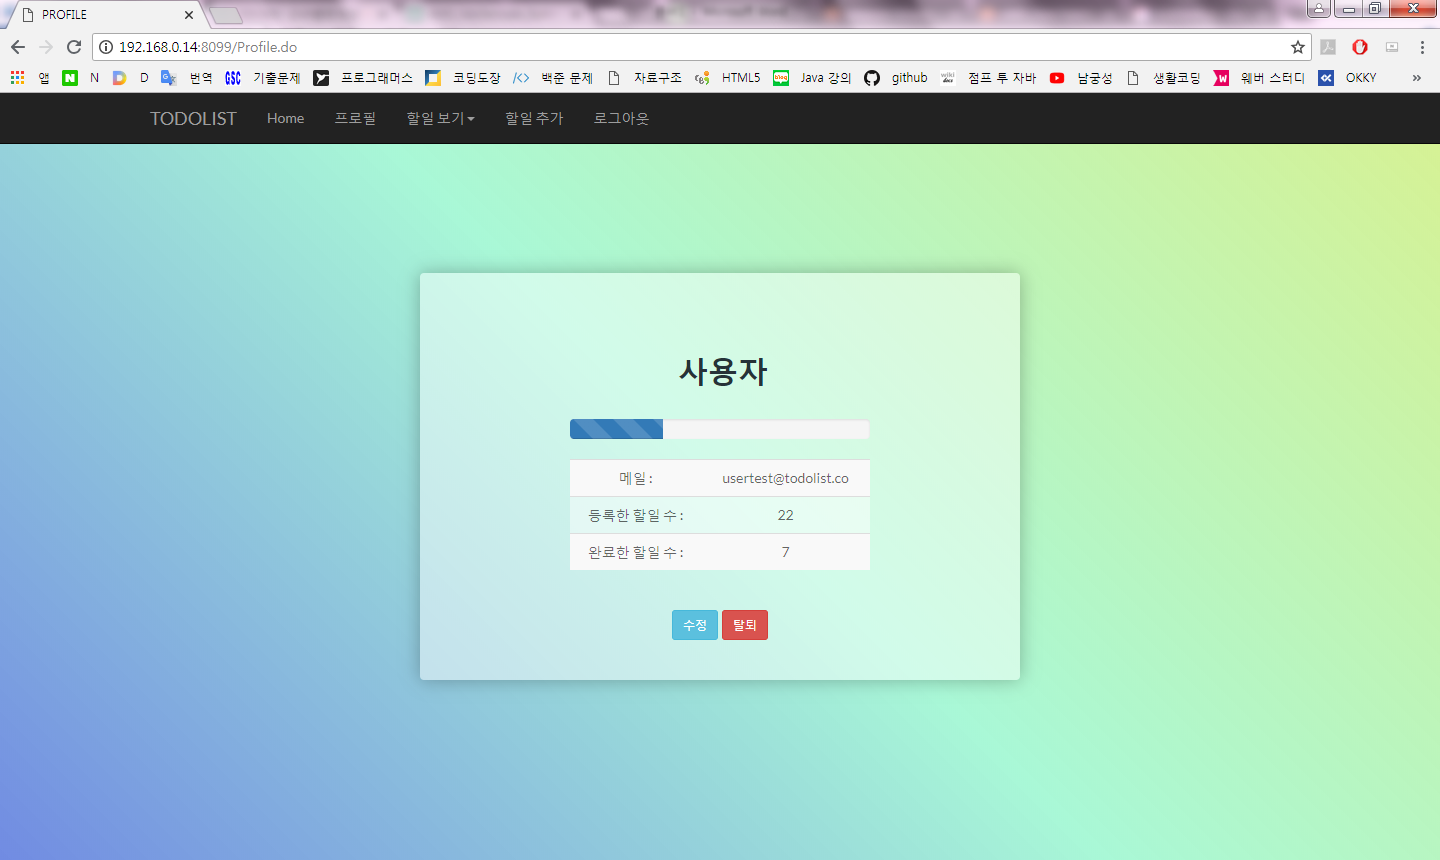 PROFILE
192.168.0.14:8099/Profile.do
앱 N N D D 번역 GSC 기출문제 프로그래머스 코딩도장 백준 문제 자료구조 HTML5 blog Java 강의 github wiki docs 점프 투 자바 남궁성 생활코딩 W 웨버 스터디 OKKY »
TODOLIST Home 프로필 할일 보기 할일 추가 로그아웃
사용자
메일 : usertest@todolist.co
등록한 할일 수 : 22
완료한 할일 수 : 7
수정 탈퇴